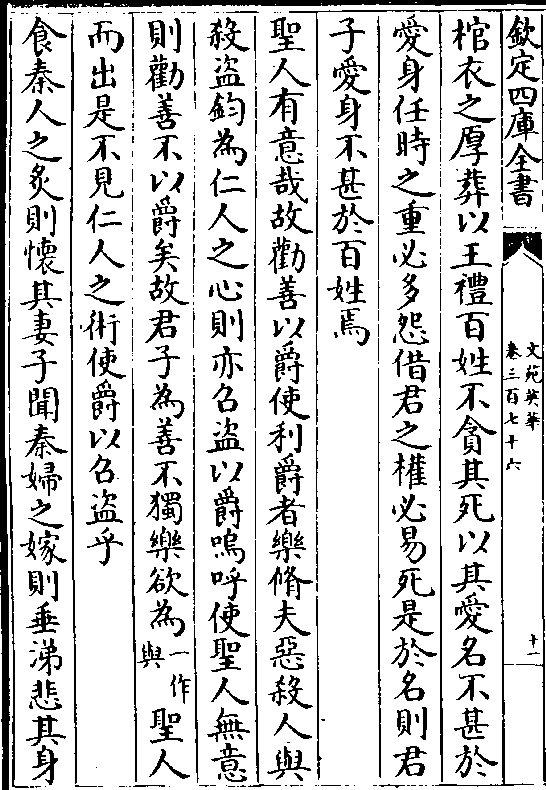 欽定四庫全書
文苑英華
卷三百七十六
十一
棺衣之厚葬以王禮百姓不貪其死以其愛名不甚於
愛身任時之重必多怨借君之權必易死是於名則君
子愛身不甚於百姓焉
聖人有意哉故勸善以爵使利爵者樂脩夫惡殺人與
殺盜鈞為仁人之心則亦名盜以爵嗚呼使聖人無意
則勸善不以爵矣故君子為善不獨樂欲為一作與聖人
而出是不見仁人之術使爵以名盜乎
食秦人之炙則懷其妻子聞秦婦之嫁則垂涕悲其身